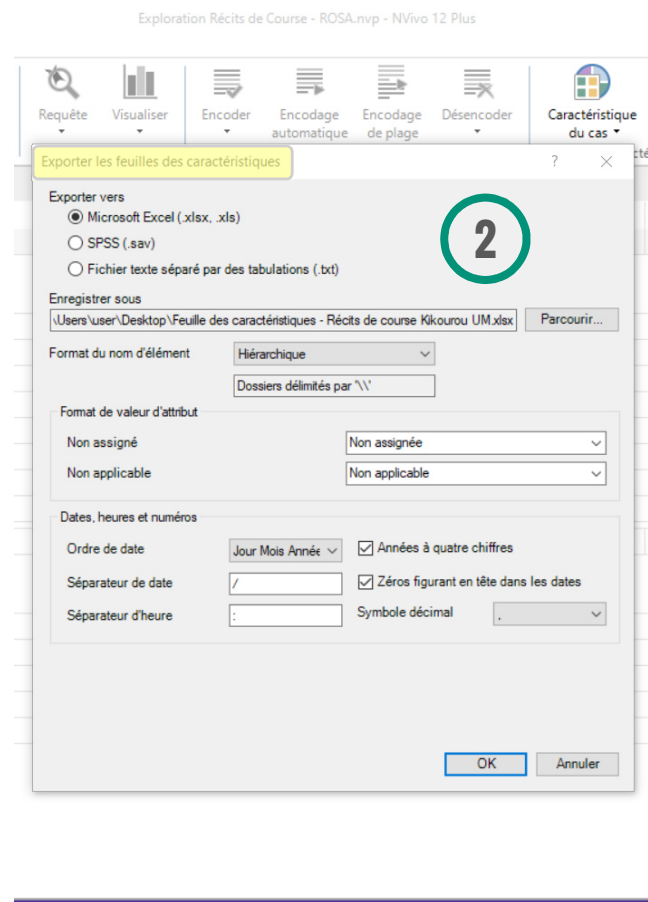 Exploration Récits de Course - ROSA.nvp - NVivo 12 Plus
Requête Visualiser Encoder Encodage automatique Encodage de plage Désencoder Caractéristique du cas
Exporter les feuilles des caractéristiques ?
Exporter vers
Microsoft Excel (.xlsx, .xls)
2
SPSS (.sav)
Fichier texte séparé par des tabulations (.txt)
Enregistrer sous
\Users\user\Desktop\Feuille des caractéristiques - Récits de course Kikourou UM.xlsx Parcourir...
Format du nom d'élément Hiérarchique
Dossiers délimités par '\\'
Format de valeur d'attribut
Non assigné Non assignée
Non applicable Non applicable
Dates, heures et numéros
Ordre de date Jour Mois Année Années à quatre chiffres
Séparateur de date / Zéros figurant en tête dans les dates
Séparateur d'heure : Symbole décimal ,
OK Annuler